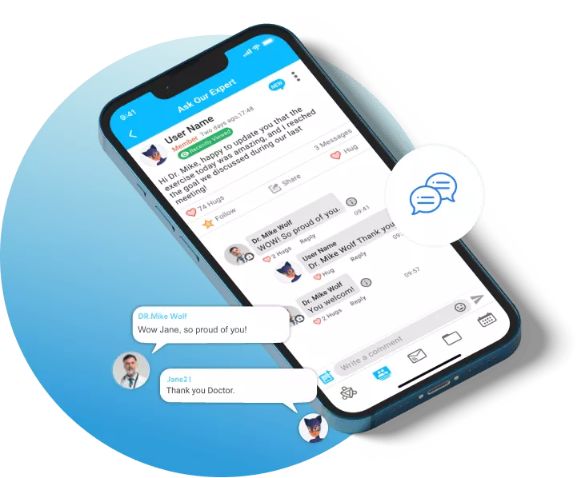 9:41
Ask Our Expert
NEW
User Name
Member Two days ago,17:48
Recently Viewed
Hi Dr. Mike, happy to update you that the
exercise today was amazing, and I reached
the goal we discussed during our last
meeting!
3 Messages
74 Hugs
Share
Hug
Follow
Dr. Mike Wolf
WOW! So proud of you.
09:41
2 Hugs Reply
User Name
Dr. Mike Wolf Thank you
Hug Reply
Dr. Mike Wolf
You welcom!
09:57
2 Hugs Reply
Write a comment
DR.Mike Wolf
Wow Jane, so proud of you!
Jane21
Thank you Doctor.